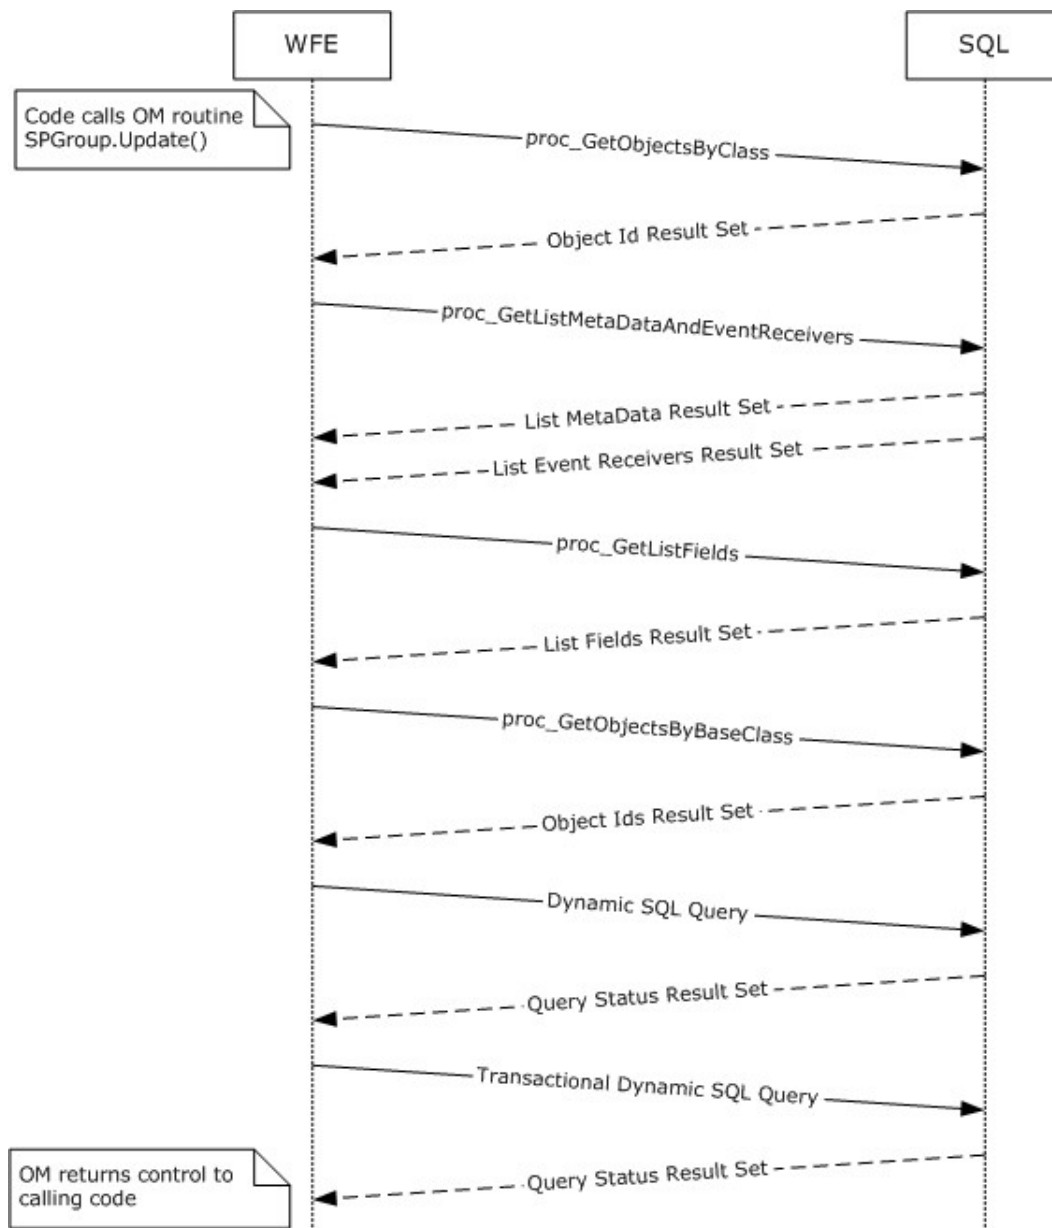 WFE
SQL
Code calls OM routine
SPGroup.Update()
proc_GetObjectsByClass
Object Id Result Set
proc_GetListMetaDataAndEventReceivers
List MetaData Result Set
List Event Receivers Result Set
proc_GetListFields
List Fields Result Set
proc_GetObjectsByBaseClass
Object Ids Result Set
Dynamic SQL Query
Query Status Result Set
Transactional Dynamic SQL Query
Query Status Result Set
OM returns control to
calling code